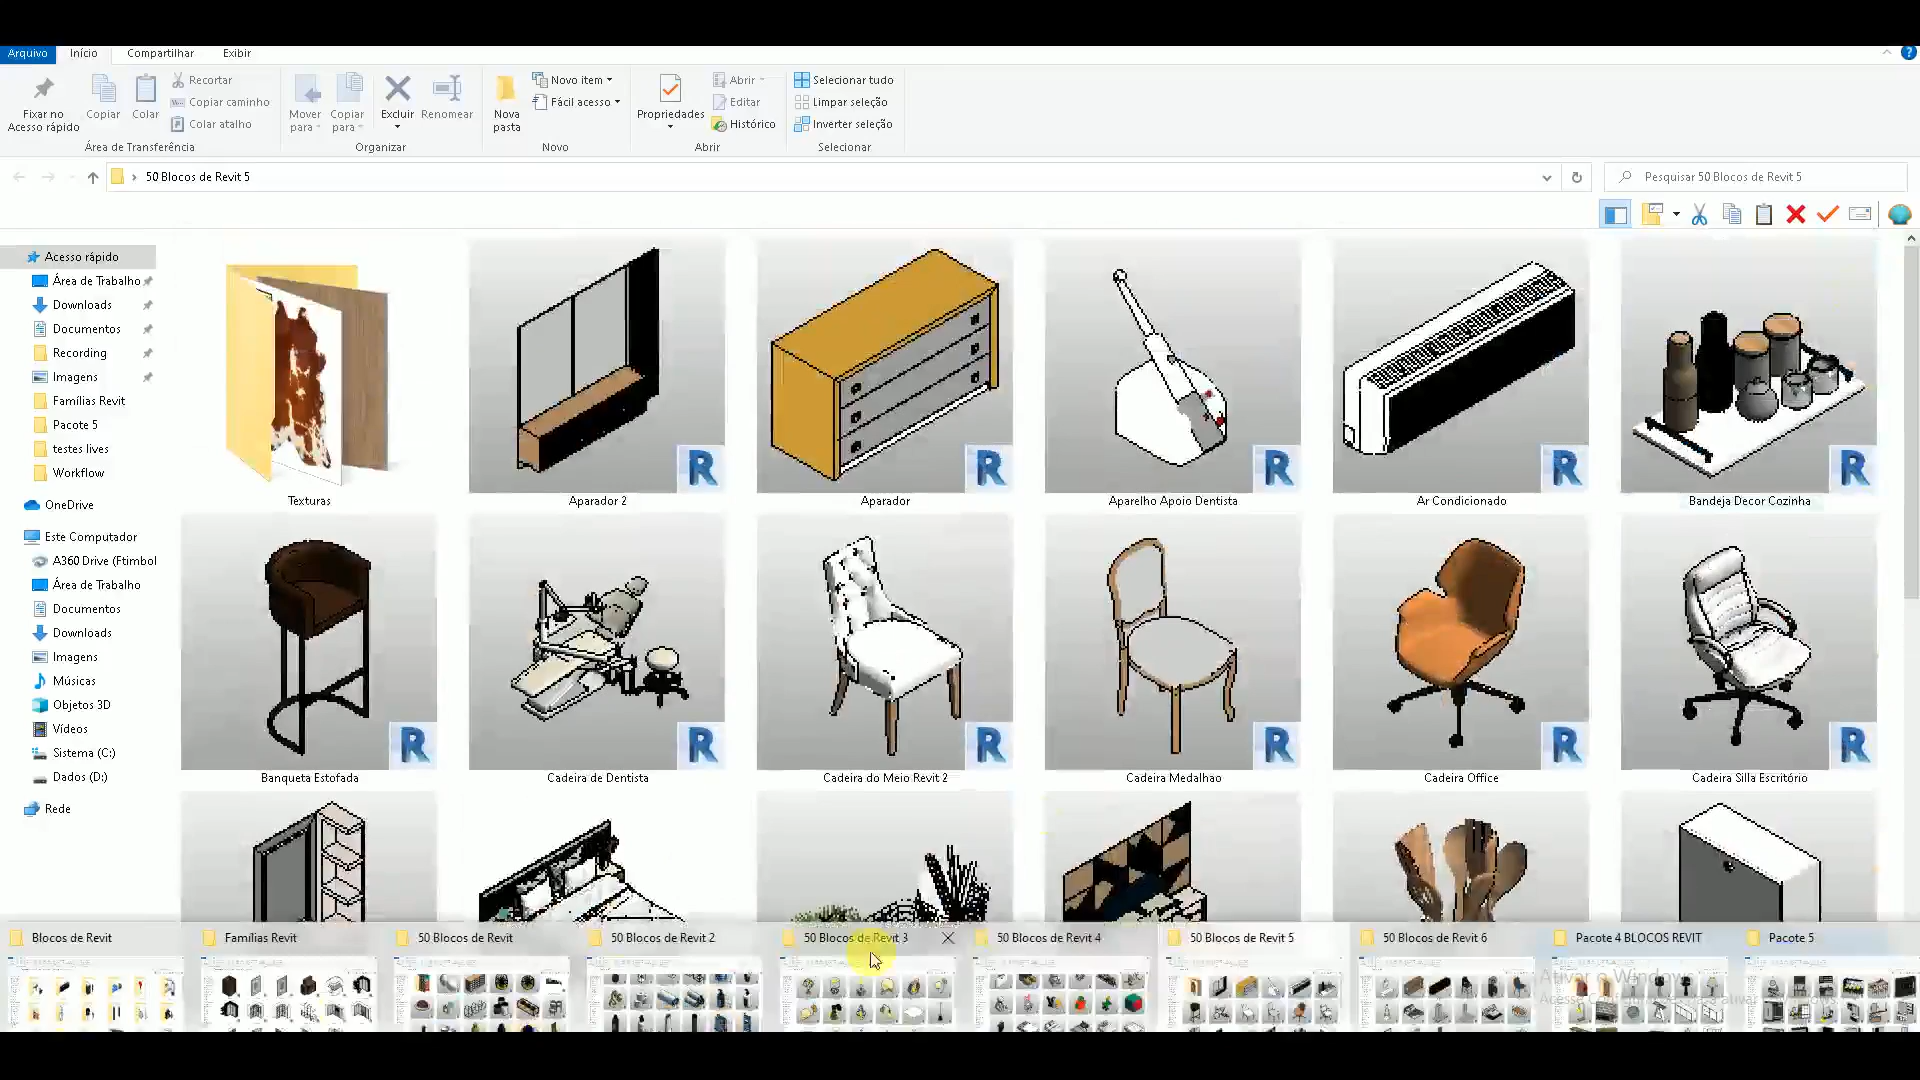 Arquivo Início Compartilhar Exibir
Fixar no Acesso rápido
Copiar
Colar
Recortar
Copiar caminho
Colar atalho
Área de Transferência
Mover para
Copiar para
Excluir
Renomear
Organizar
Nova pasta
Novo item
Fácil acesso
Novo
Propriedades
Abrir
Editar
Histórico
Abrir
Selecionar tudo
Limpar seleção
Inverter seleção
Selecionar
50 Blocos de Revit 5
Pesquisar 50 Blocos de Revit 5
Acesso rápido
Área de Trabalho
Downloads
Documentos
Recording
Imagens
Famílias Revit
Pacote 5
testes lives
Workflow
OneDrive
Este Computador
A360 Drive (Ftimbol
Área de Trabalho
Documentos
Downloads
Imagens
Músicas
Objetos 3D
Vídeos
Sistema (C:)
Dados (D:)
Rede
Texturas
R Aparador 2
R Aparador
R Aparelho Apoio Dentista
R Ar Condicionado
R Bandeja Decor Cozinha
R Banqueta Estofada
R Cadeira de Dentista
R Cadeira do Meio Revit 2
R Cadeira Medalhao
R Cadeira Office
R Cadeira Silla Escritório
Blocos de Revit
Famílias Revit
50 Blocos de Revit
50 Blocos de Revit 2
50 Blocos de Revit 3
50 Blocos de Revit 4
50 Blocos de Revit 5
50 Blocos de Revit 6
Pacote 4 BLOCOS REVIT
Pacote 5
Ativar o Windows